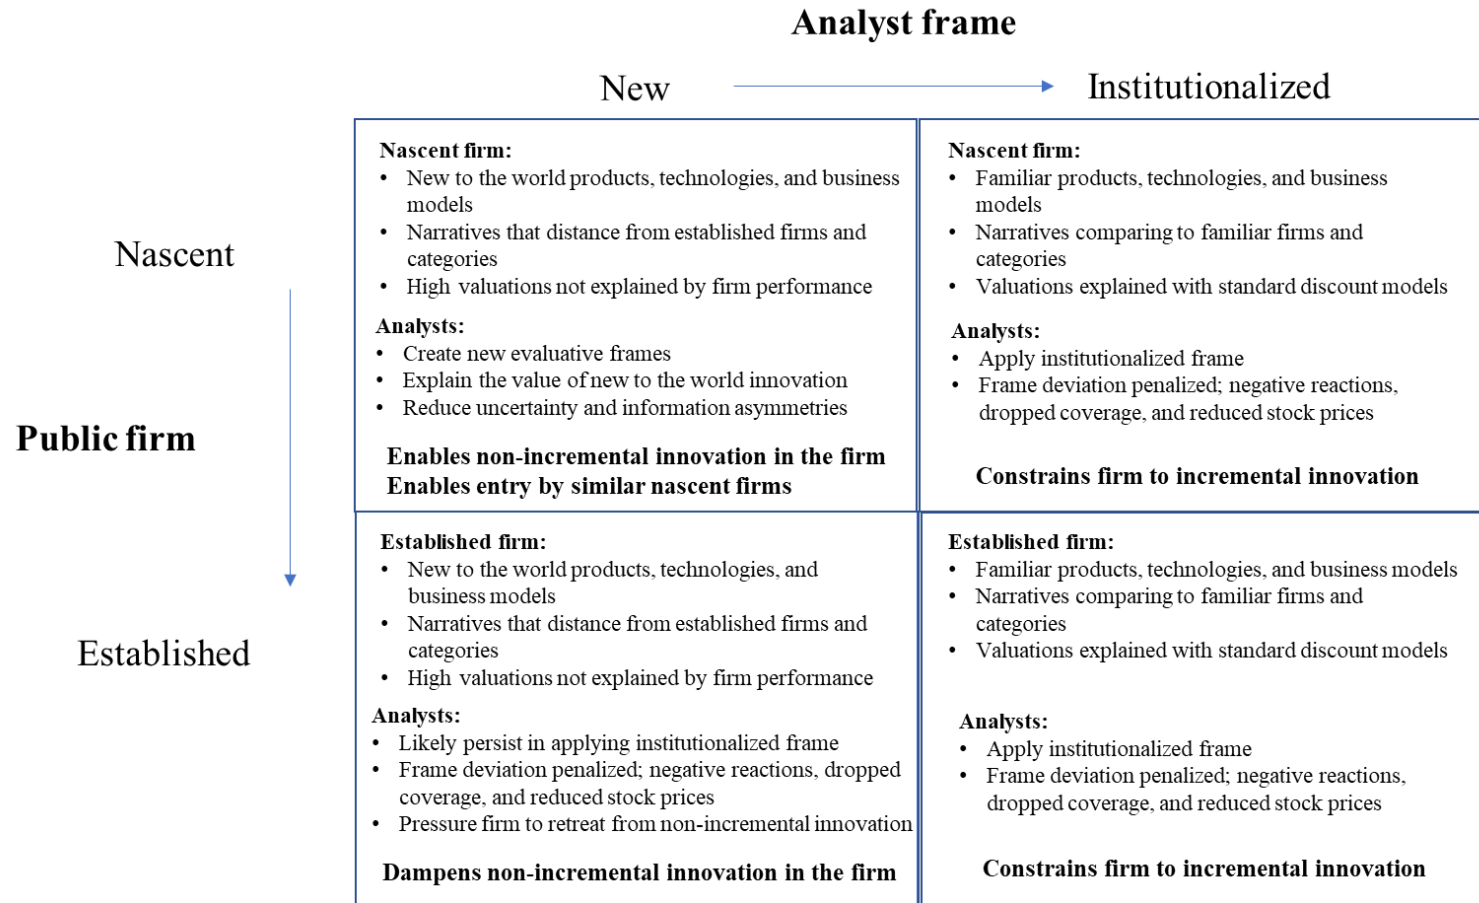 Analyst frame
New
Institutionalized
Nascent
Public firm
Established
Nascent firm:
• New to the world products, technologies, and business
models
• Narratives that distance from established firms and
categories
• High valuations not explained by firm performance
Analysts:
• Create new evaluative frames
• Explain the value of new to the world innovation
• Reduce uncertainty and information asymmetries
Enables non-incremental innovation in the firm
Enables entry by similar nascent firms
Nascent firm:
• Familiar products, technologies, and business
models
• Narratives comparing to familiar firms and
categories
• Valuations explained with standard discount models
Analysts:
• Apply institutionalized frame
• Frame deviation penalized; negative reactions,
dropped coverage, and reduced stock prices
Constrains firm to incremental innovation
Established firm:
• New to the world products, technologies, and
business models
• Narratives that distance from established firms and
categories
• High valuations not explained by firm performance
Analysts:
• Likely persist in applying institutionalized frame
• Frame deviation penalized; negative reactions, dropped
coverage, and reduced stock prices
• Pressure firm to retreat from non-incremental innovation
Dampens non-incremental innovation in the firm
Established firm:
• Familiar products, technologies, and business models
• Narratives comparing to familiar firms and
categories
• Valuations explained with standard discount models
Analysts:
• Apply institutionalized frame
• Frame deviation penalized; negative reactions,
dropped coverage, and reduced stock prices
Constrains firm to incremental innovation